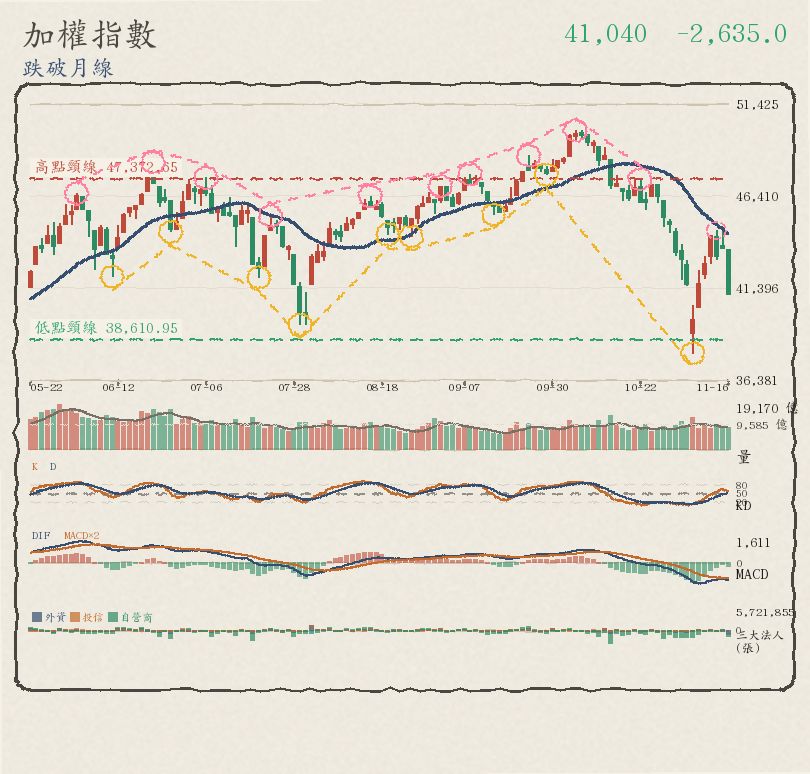 加權指數
41,040 -2,635.0
跌破月線
51,425
高點頸線 47,372.65
46,410
41,396
低點頸線 38,610.95
36,381
05-22 06-12 07-06 07-28 08-18 09-07 09-30 10-22 11-16
19,170 億
9,585 億
量
K D
80
50
KD
DIF MACD×2
1,611
0
MACD
外資 投信 自營商
5,721,855
0
三大法人
(張)